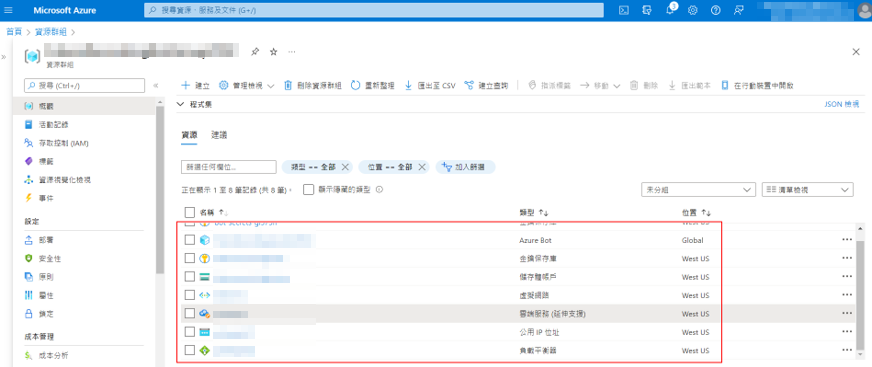 Microsoft Azure
搜尋資源、服務及文件 (G+/)
1
首頁 > 資源群組 >
資源群組
搜尋 (Ctrl+/)
建立 管理檢視 刪除資源群組 重新整理 匯出至 CSV 建立查詢 指派標籤 移動 刪除 匯出範本 在行動裝置中開啟
概觀
活動記錄
存取控制 (IAM)
標籤
資源視覺化檢視
事件
設定
部署
安全性
原則
屬性
鎖定
成本管理
成本分析
程式集
JSON 檢視
資源 建議
篩選任何欄位...
類型 == 全部
位置 == 全部
加入篩選
正在顯示 1 至 8 筆記錄 (共 8 筆)。
顯示隱藏的類型
未分組
清單檢視
名稱 類型 位置
金鑰保存庫 West US
Azure Bot Global
金鑰保存庫 West US
儲存體帳戶 West US
虛擬網路 West US
雲端服務 (延伸支援) West US
公用 IP 位址 West US
負載平衡器 West US